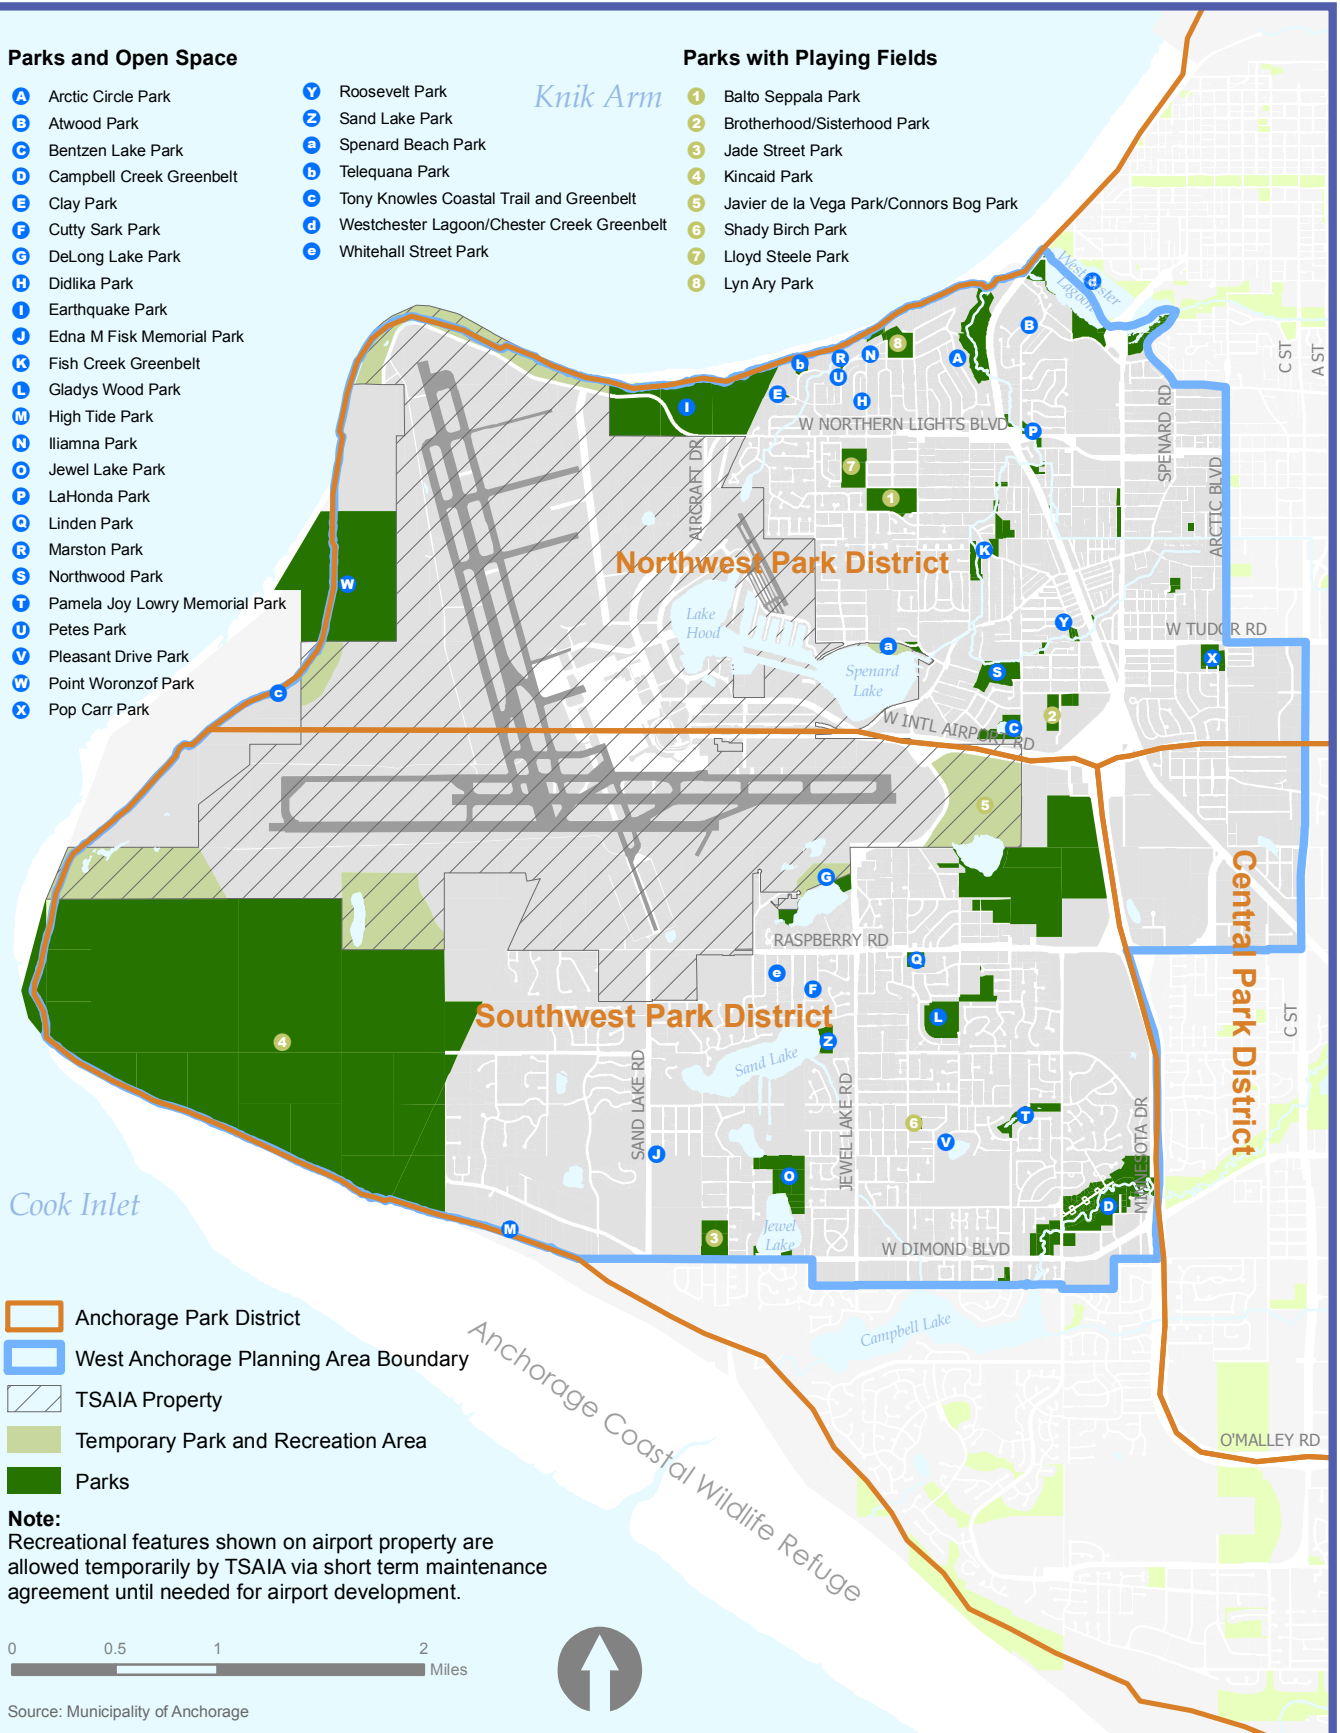 Parks and Open Space
A Arctic Circle Park
B Atwood Park
C Bentzen Lake Park
D Campbell Creek Greenbelt
E Clay Park
F Cutty Sark Park
G DeLong Lake Park
H Didlika Park
I Earthquake Park
J Edna M Fisk Memorial Park
K Fish Creek Greenbelt
L Gladys Wood Park
M High Tide Park
N Iliamna Park
O Jewel Lake Park
P LaHonda Park
Q Linden Park
R Marston Park
S Northwood Park
T Pamela Joy Lowry Memorial Park
U Petes Park
V Pleasant Drive Park
W Point Woronzof Park
X Pop Carr Park
Y Roosevelt Park
Z Sand Lake Park
a Spenard Beach Park
b Telequana Park
c Tony Knowles Coastal Trail and Greenbelt
d Westchester Lagoon/Chester Creek Greenbelt
e Whitehall Street Park
Parks with Playing Fields
1 Balto Seppala Park
2 Brotherhood/Sisterhood Park
3 Jade Street Park
4 Kincaid Park
5 Javier de la Vega Park/Connors Bog Park
6 Shady Birch Park
7 Lloyd Steele Park
8 Lyn Ary Park
Knik Arm
Westchester
Lagoon
d
B
8
N
R
b
U
A
E
H
I
W NORTHERN LIGHTS BLVD
P
C ST
A ST
SPENARD RD
ARCTIC BLVD
AIRCRAFT DR
7
1
Northwest Park District
K
W
Lake
Hood
Y
W TUDOR RD
a
X
Spenard
Lake
S
c
2
C
W INTL AIRPORT RD
5
G
Central Park District
RASPBERRY RD
Q
e
F
Southwest Park District
L
C ST
4
Z
Sand Lake
SAND LAKE RD
JEWEL LAKE RD
MINNESOTA DR
6
T
V
J
O
D
M
3
Jewel
Lake
W DIMOND BLVD
Cook Inlet
Campbell Lake
Anchorage Coastal Wildlife Refuge
O'MALLEY RD
Anchorage Park District
West Anchorage Planning Area Boundary
TSAIA Property
Temporary Park and Recreation Area
Parks
Note:
Recreational features shown on airport property are
allowed temporarily by TSAIA via short term maintenance
agreement until needed for airport development.
0 0.5 1 2
Miles
Source: Municipality of Anchorage